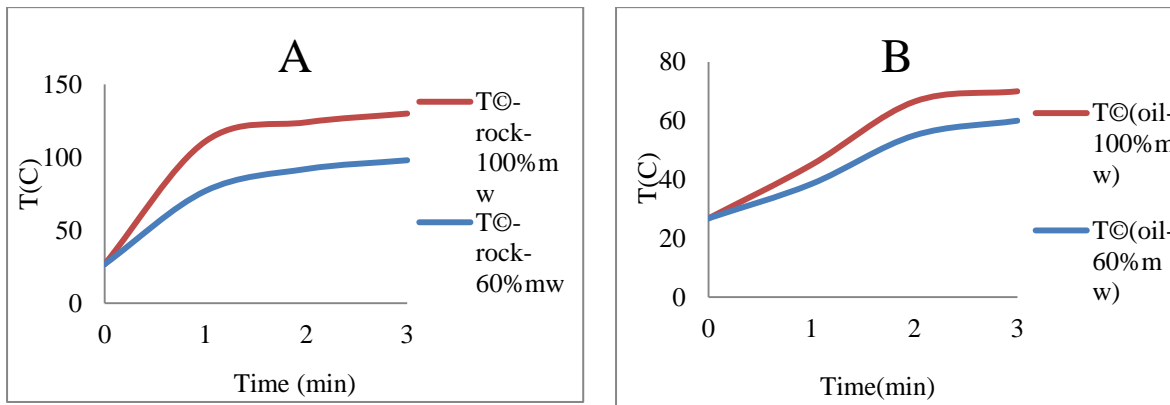 A
T(C)
150
100
50
0
0 1 2 3
Time (min)
T©-
rock-
100%m
w
T©-
rock-
60%mw
B
T(C)
80
60
40
20
0
0 1 2 3
Time(min)
T©(oil-
100%m
w)
T©(oil-
60%m
w)